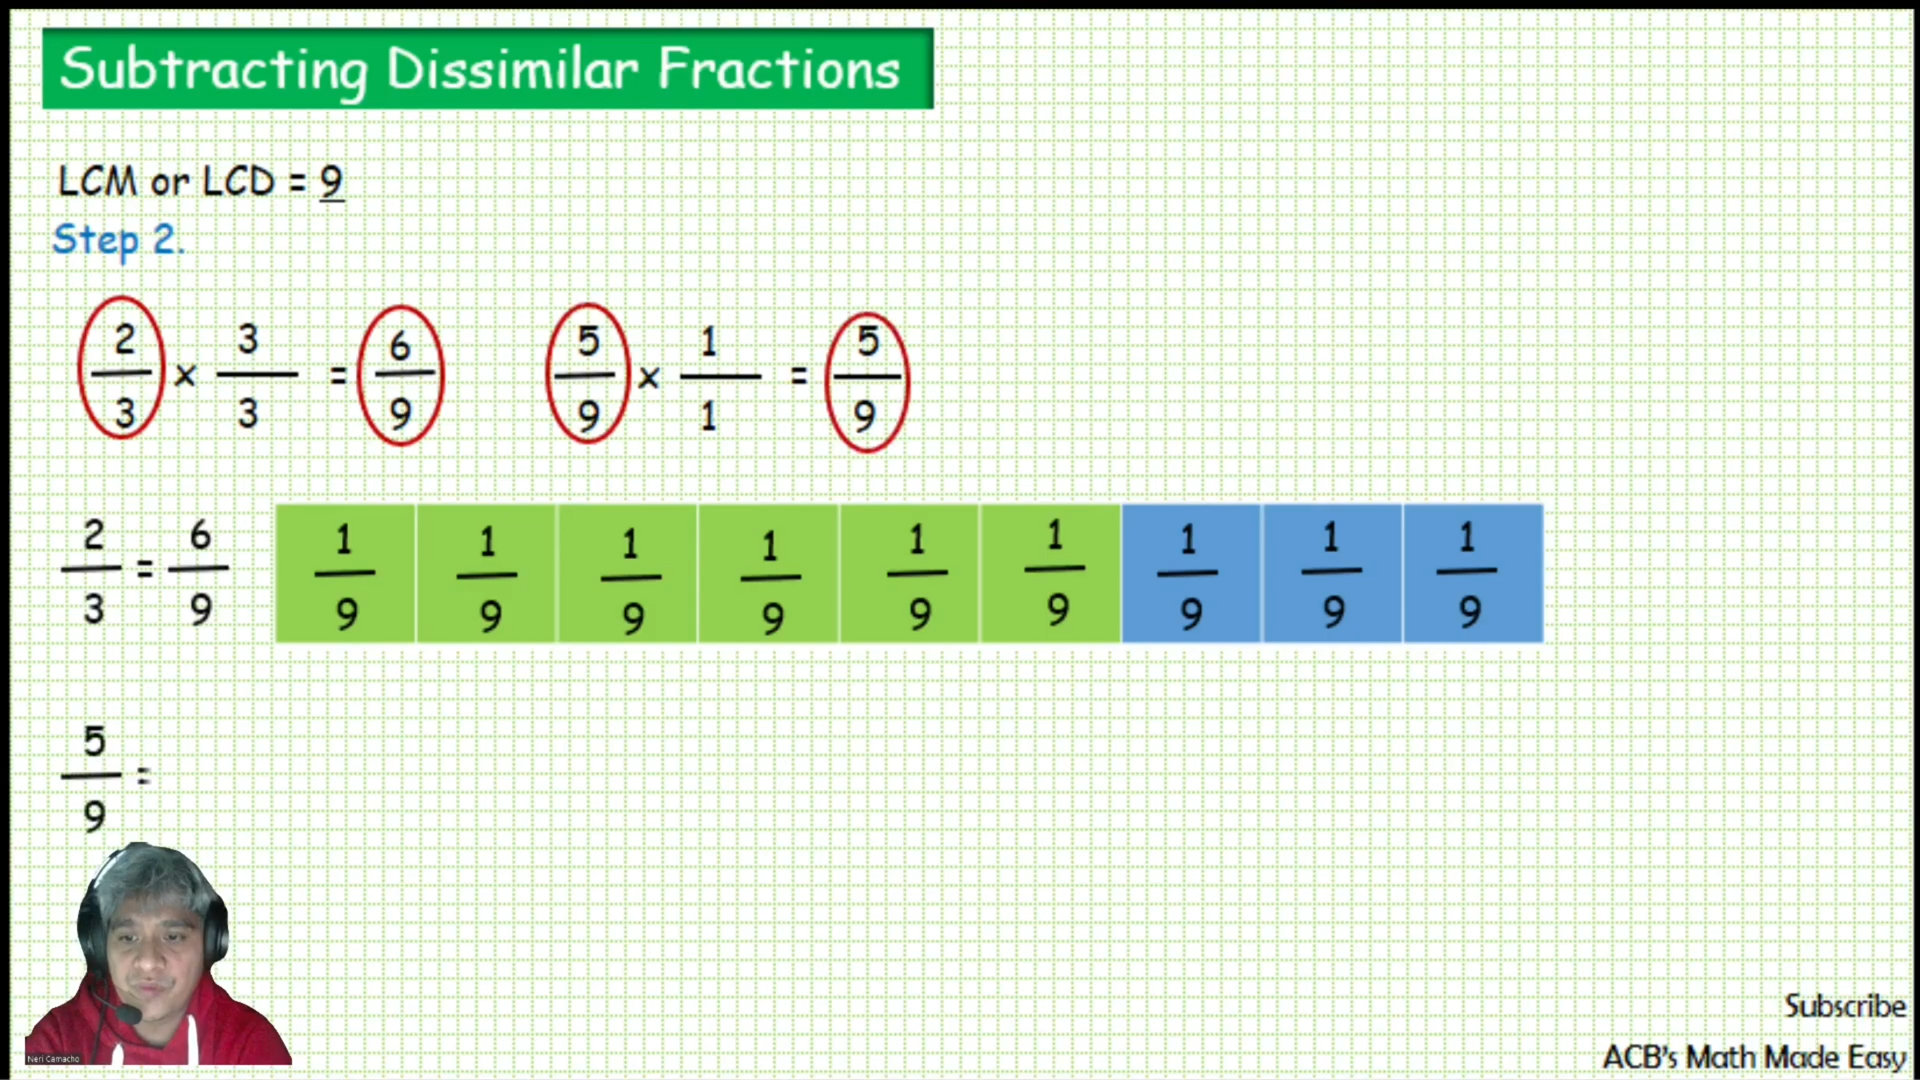 Subtracting Dissimilar Fractions
LCM or LCD = 9
Step 2.
2/3 x 3/3 = 6/9 5/9 x 1/1 = 5/9
2/3 = 6/9 1/9 1/9 1/9 1/9 1/9 1/9 1/9 1/9 1/9
5/9 =
Neri Camacho
Subscribe
ACB's Math Made Easy